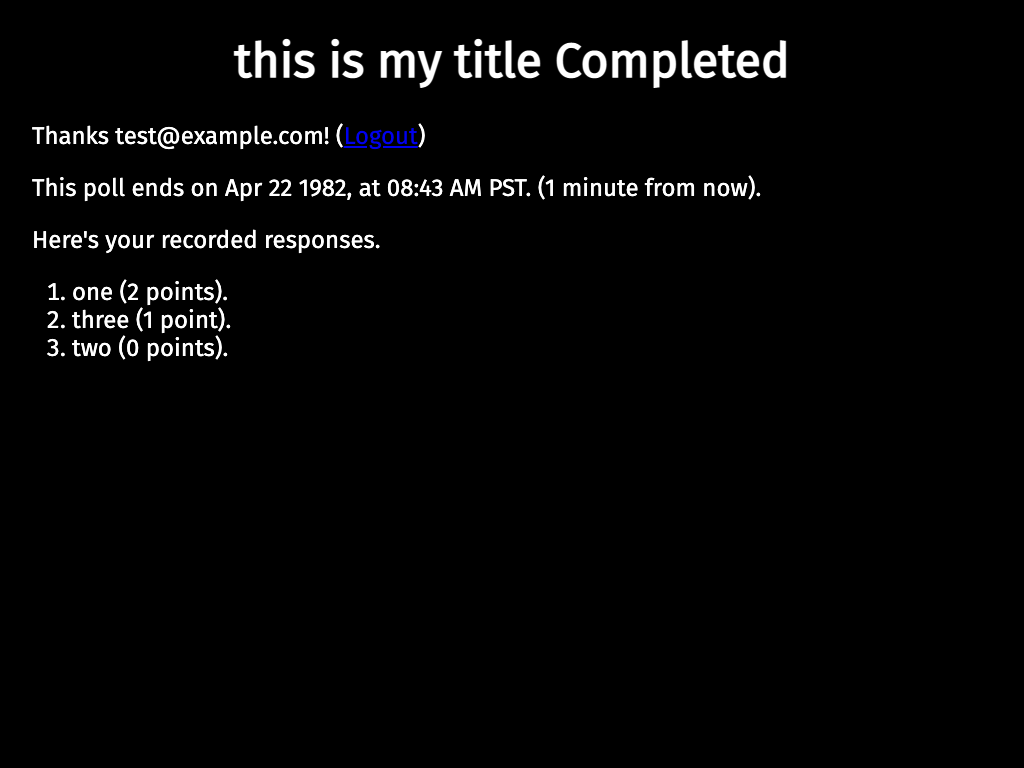 this is my title Completed
Thanks test@example.com! (Logout)
This poll ends on Apr 22 1982, at 08:43 AM PST. (1 minute from now).
Here's your recorded responses.
1. one (2 points).
2. three (1 point).
3. two (0 points).